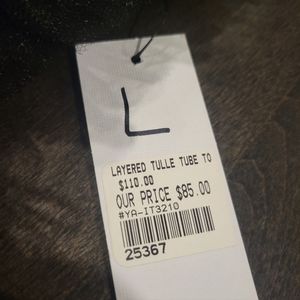 L
LAYERED TULLE TUBE TO
$110.00
OUR PRICE $85.00
#YA-IT3210
25367